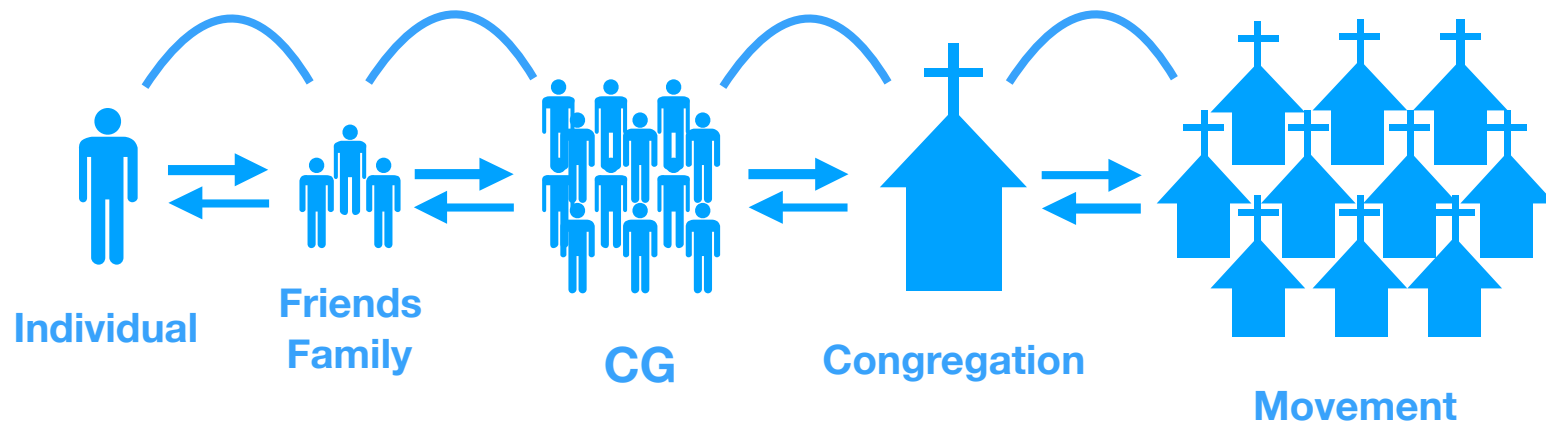 Individual
Friends
Family
CG
Congregation
Movement